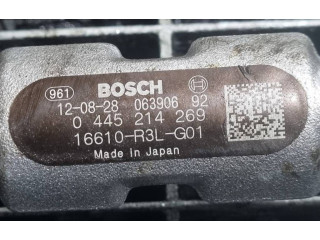 961 BOSCH
12-08-28 063906 92
0 445 214 269
16610-R3L-G01
Made in Japan